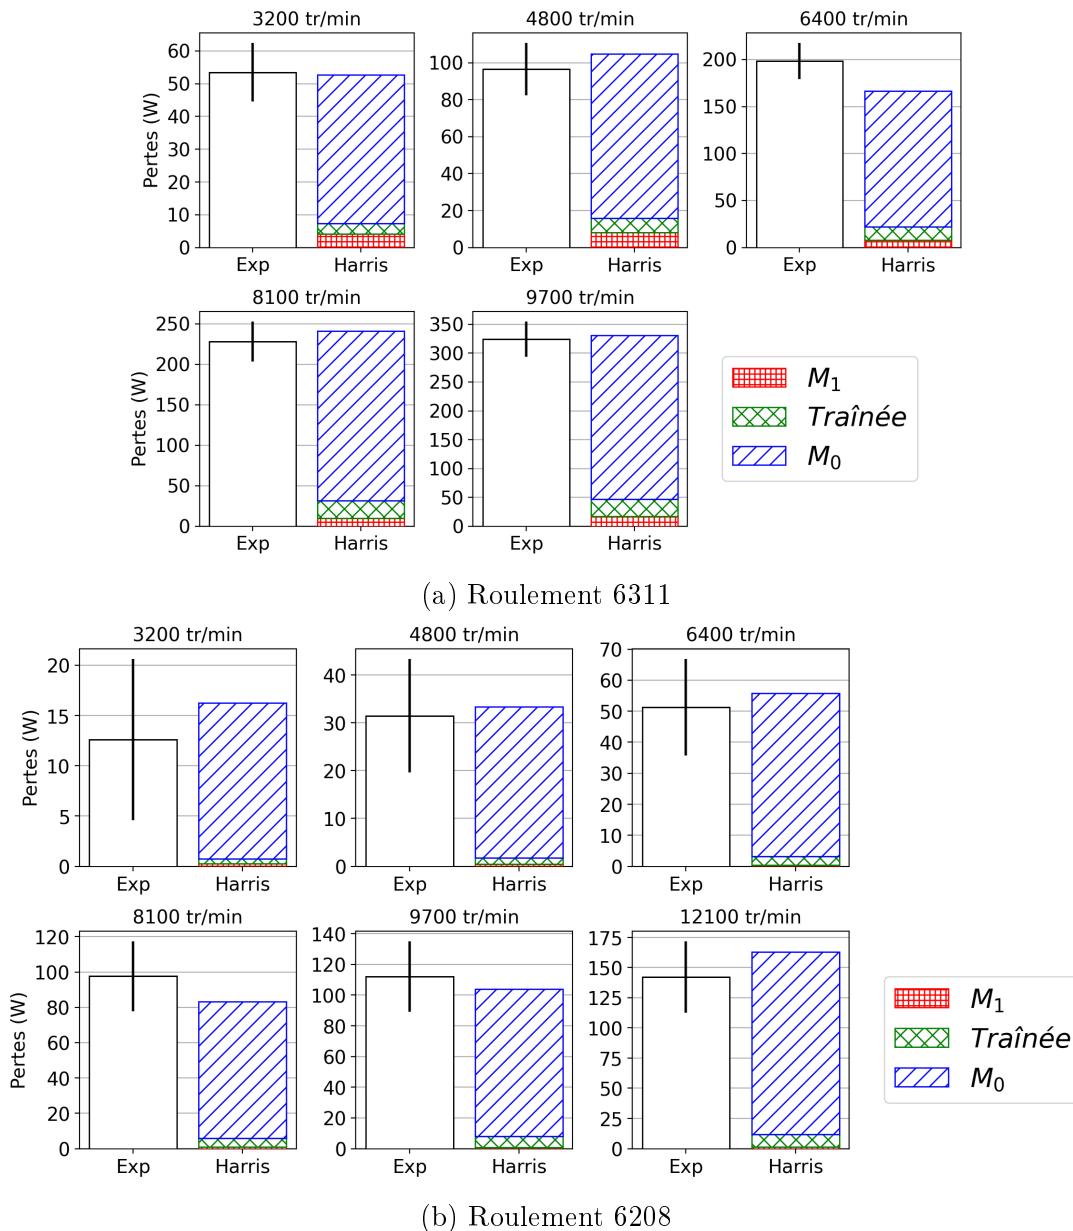 3200 tr/min
4800 tr/min
6400 tr/min
Pertes (W)
60
50
40
30
20
10
0
Exp
Harris
100
80
60
40
20
0
Exp
Harris
200
150
100
50
0
Exp
Harris
8100 tr/min
9700 tr/min
Pertes (W)
250
200
150
100
50
0
Exp
Harris
350
300
250
200
150
100
50
0
Exp
Harris
M1
Traînée
M0
(a) Roulement 6311
3200 tr/min
4800 tr/min
6400 tr/min
Pertes (W)
20
15
10
5
0
Exp
Harris
40
30
20
10
0
Exp
Harris
70
60
50
40
30
20
10
0
Exp
Harris
8100 tr/min
9700 tr/min
12100 tr/min
Pertes (W)
120
100
80
60
40
20
0
Exp
Harris
140
120
100
80
60
40
20
0
Exp
Harris
175
150
125
100
75
50
25
0
Exp
Harris
M1
Traînée
M0
(b) Roulement 6208